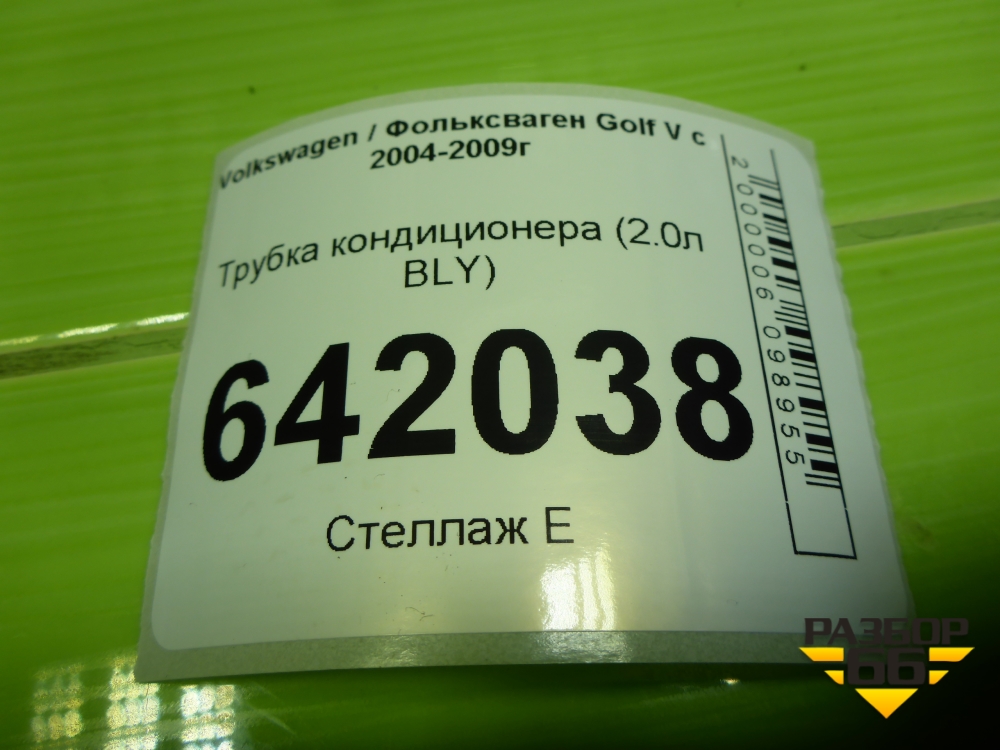 Volkswagen / Фольксваген Golf V с
2004-2009г
Трубка кондиционера (2.0л
BLY)
642038
Стеллаж Е
2000006098955
РАЗБОР
66